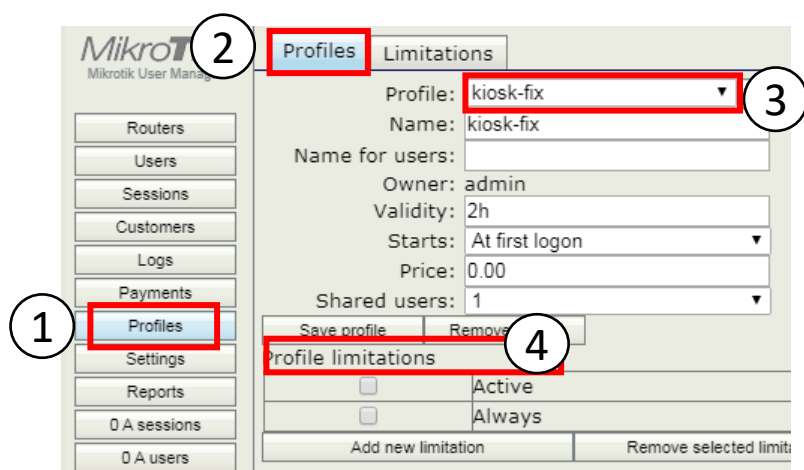 MikroT
Mikrotik User Manag
2
Profiles
Limitations
Profile: kiosk-fix
3
Name: kiosk-fix
Name for users:
Owner: admin
Validity: 2h
Starts: At first logon
Price: 0.00
Shared users: 1
Save profile
Remove
4
Profile limitations
Active
Always
Add new limitation
Remove selected limita
Routers
Users
Sessions
Customers
Logs
Payments
1
Profiles
Settings
Reports
0 A sessions
0 A users